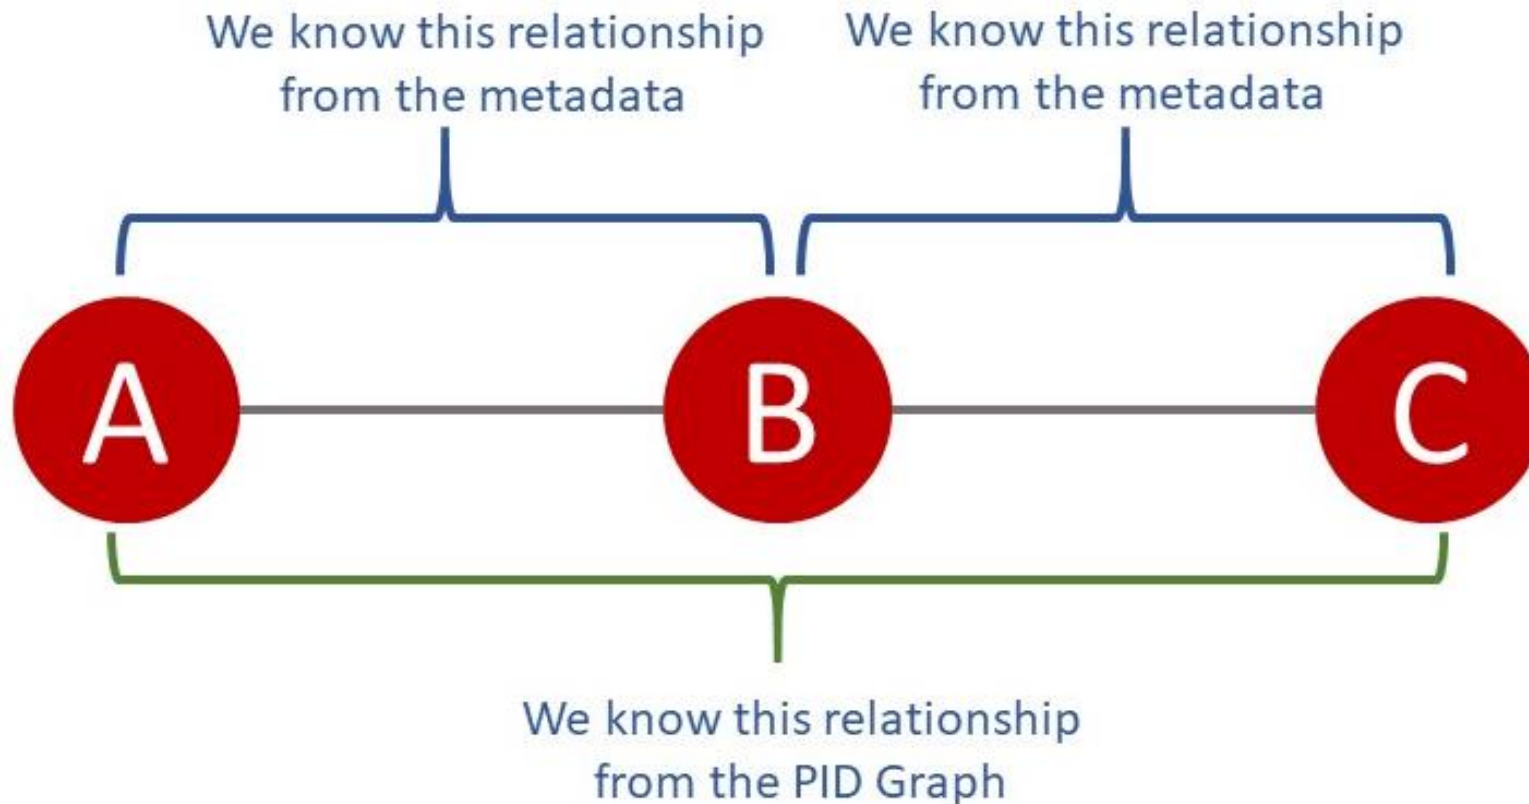 We know this relationship
from the metadata
We know this relationship
from the metadata
A
B
C
We know this relationship
from the PID Graph